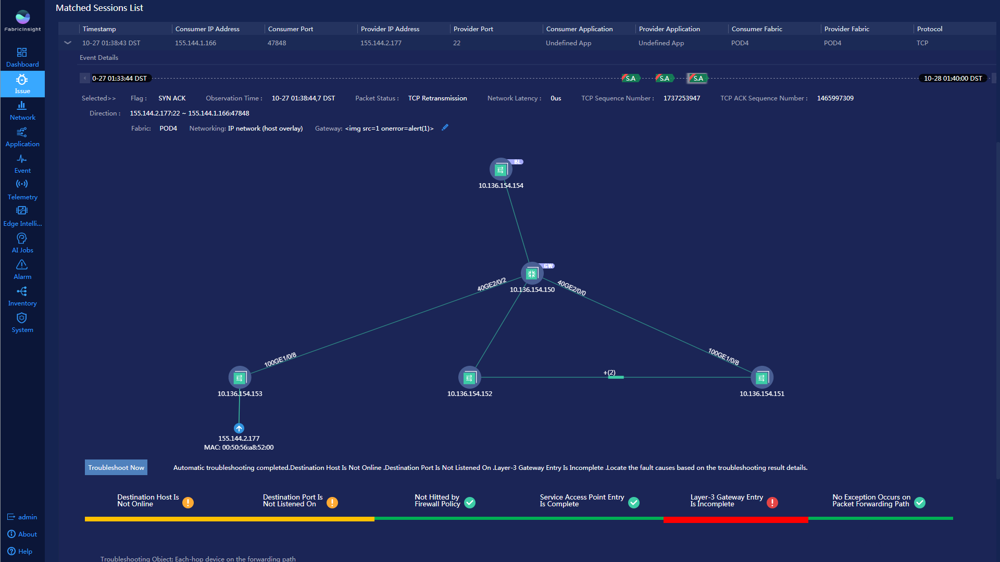 Matched Sessions List
FabricInsight
Timestamp Consumer IP Address Consumer Port Provider IP Address Provider Port Consumer Application Provider Application Consumer Fabric Provider Fabric Protocol
10-27 01:38:43 DST 155.144.1.166 47848 155.144.2.177 22 Undefined App Undefined App POD4 POD4 TCP
Event Details
0-27 01:33:44 DST S.A S.A S.A 10-28 01:40:00 DST
Selected>> Flag : SYN ACK Observation Time : 10-27 01:38:44,7 DST Packet Status : TCP Retransmission Network Latency : 0us TCP Sequence Number : 1737253947 TCP ACK Sequence Number : 1465997309
Direction : 155.144.2.177:22 ~ 155.144.1.166:47848
Fabric: POD4 Networking: IP network (host overlay) Gateway: <img src=1 onerror=alert(1)>
Dashboard
Issue
Network
Application
Event
Telemetry
Edge Intelli...
AI Jobs
Alarm
Inventory
System
admin
About
Help
BL
10.136.154.154
GW
10.136.154.150
40GE2/0/2
40GE2/0/0
100GE1/0/8
100GE1/0/8
+(2)
10.136.154.153
10.136.154.152
10.136.154.151
155.144.2.177
MAC: 00:50:56:a8:52:00
Troubleshoot Now
Automatic troubleshooting completed.Destination Host Is Not Online .Destination Port Is Not Listened On .Layer-3 Gateway Entry Is Incomplete .Locate the fault causes based on the troubleshooting result details.
Destination Host Is
Not Online
Destination Port Is
Not Listened On
Not Hitted by
Firewall Policy
Service Access Point Entry
Is Complete
Layer-3 Gateway Entry
Is Incomplete
No Exception Occurs on
Packet Forwarding Path
Troubleshooting Object: Each-hop device on the forwarding path